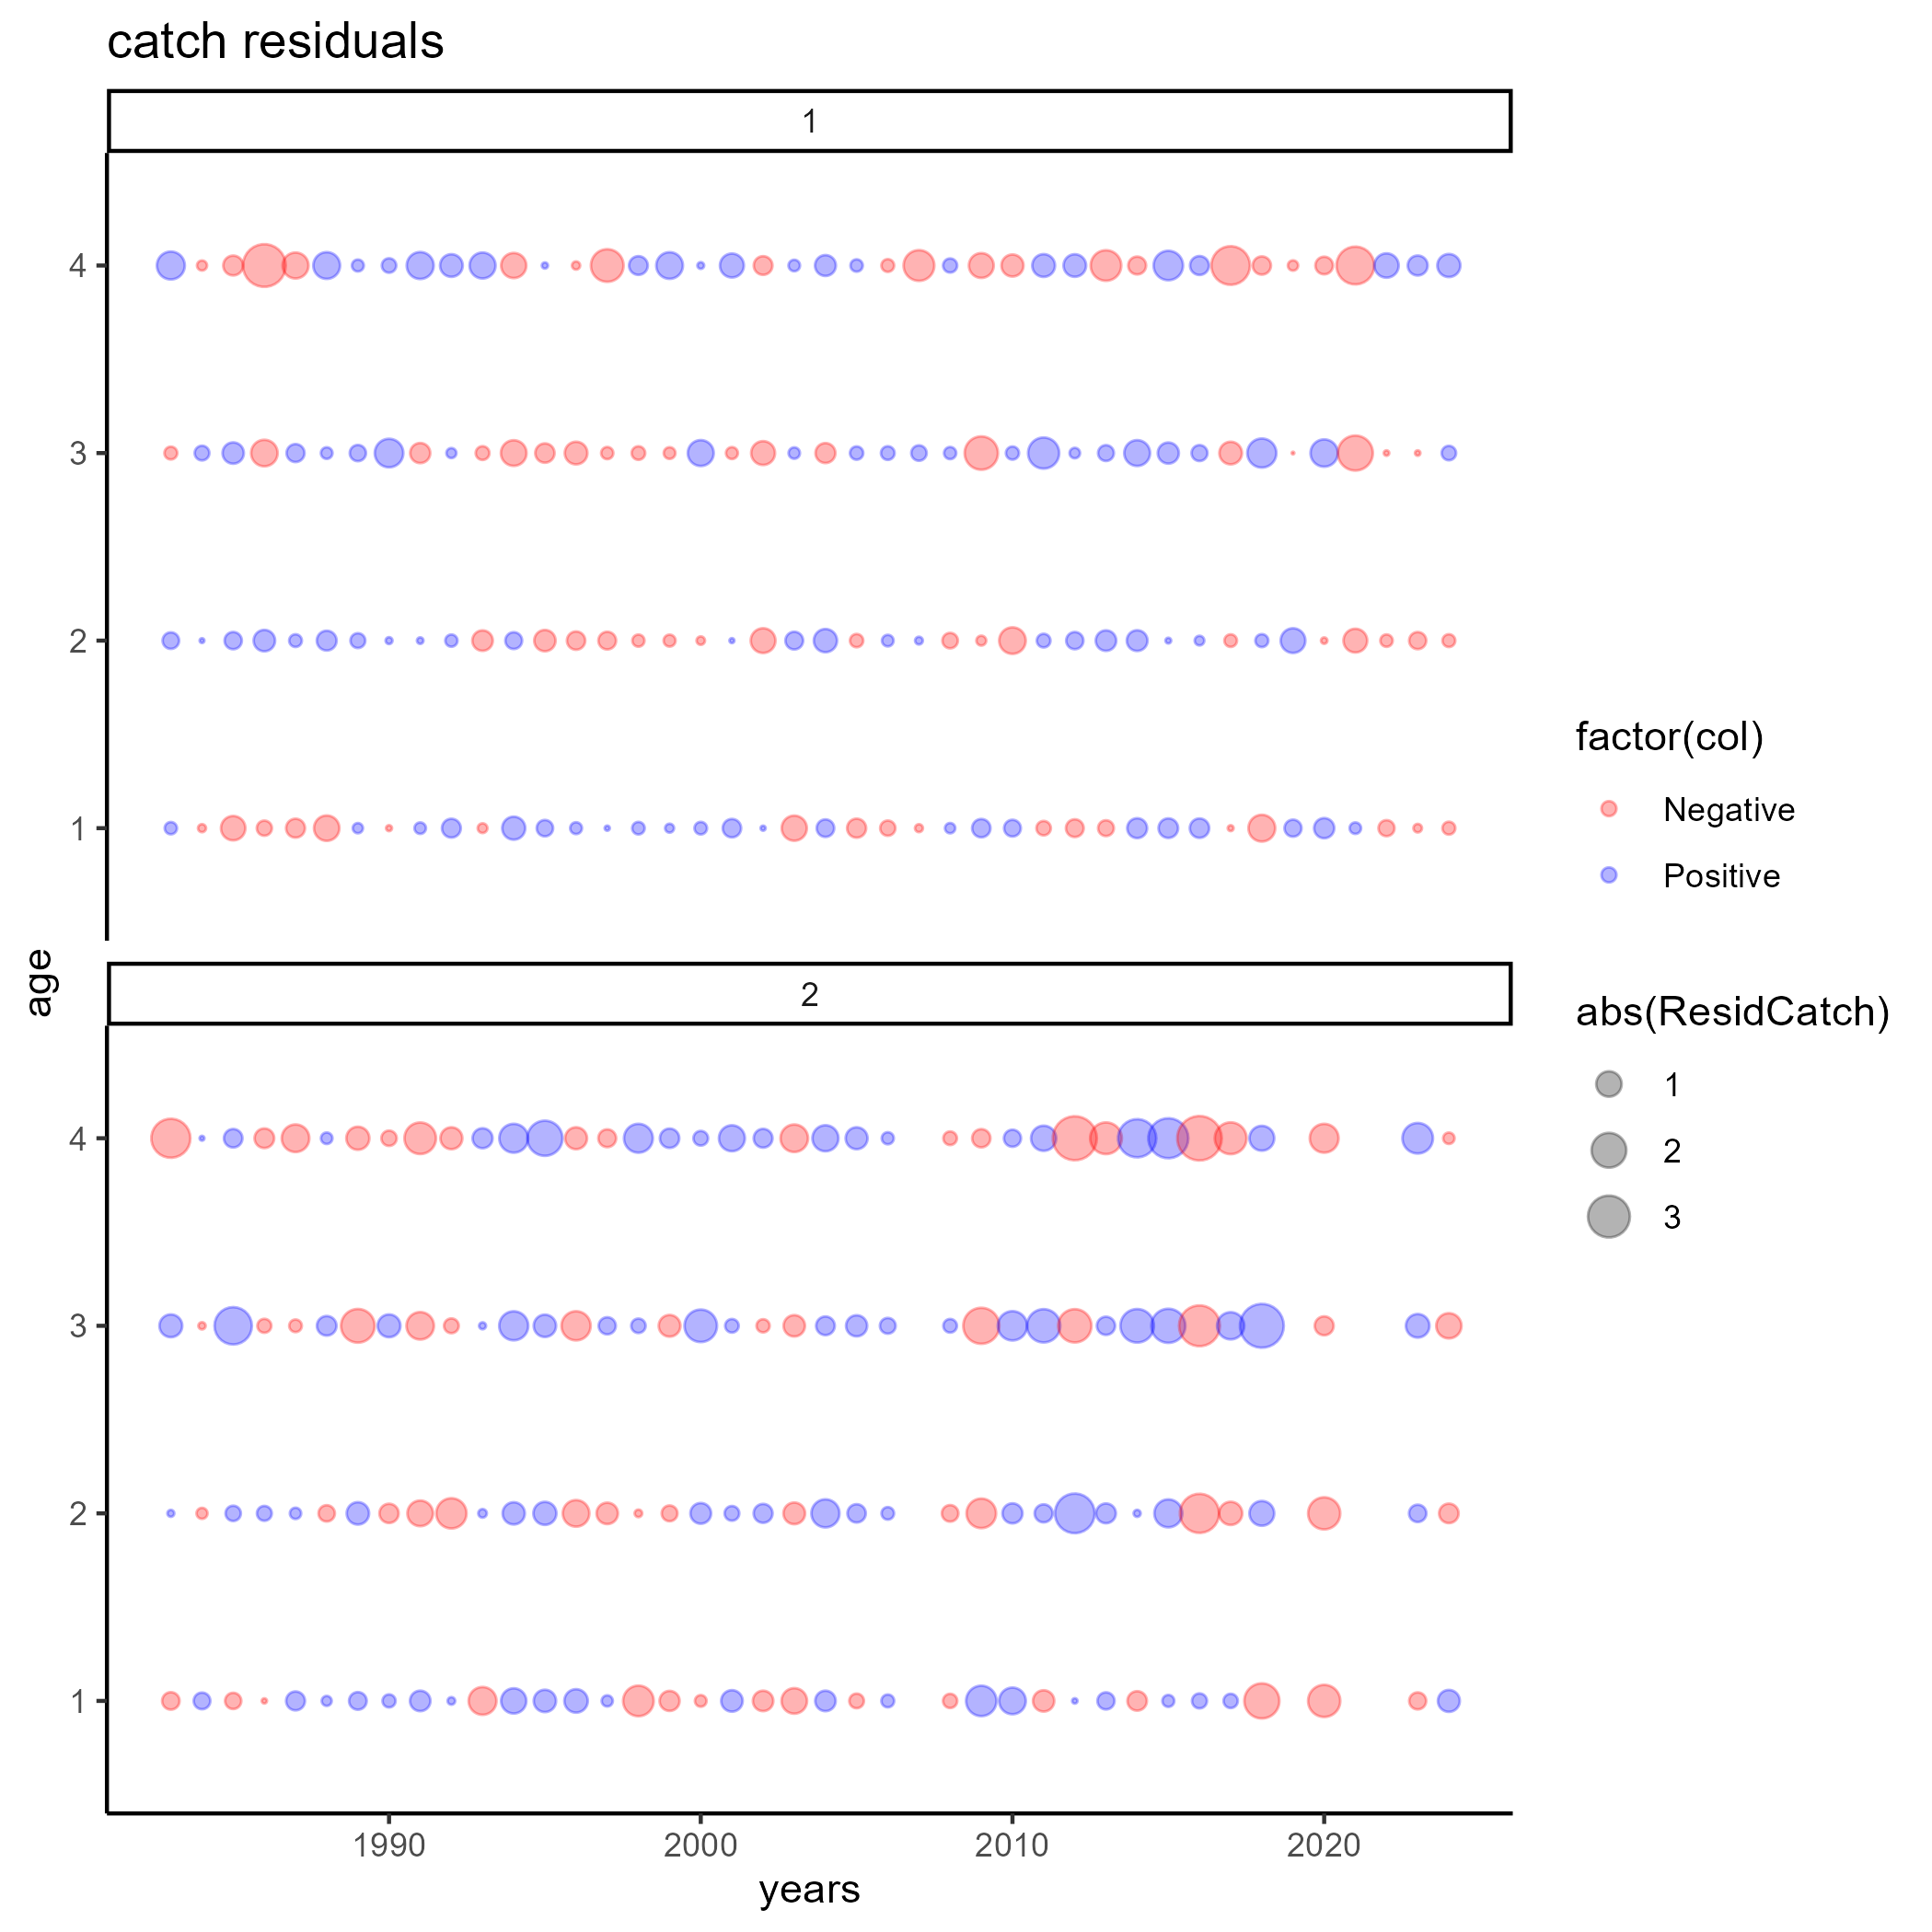 catch residuals
1
4
3
2
1
age
2
4
3
2
1
1990 2000 2010 2020
years
factor(col)
Negative
Positive
abs(ResidCatch)
1
2
3